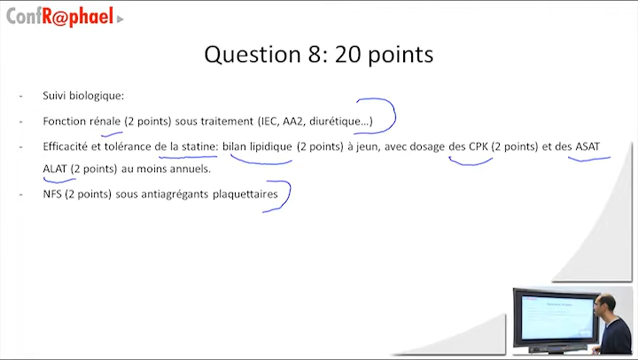 ConfR@phael
Question 8: 20 points
- Suivi biologique:
- Fonction rénale (2 points) sous traitement (IEC, AA2, diurétique...)
- Efficacité et tolérance de la statine: bilan lipidique (2 points) à jeun, avec dosage des CPK (2 points) et des ASAT
ALAT (2 points) au moins annuels.
- NFS (2 points) sous antiagrégants plaquettaires